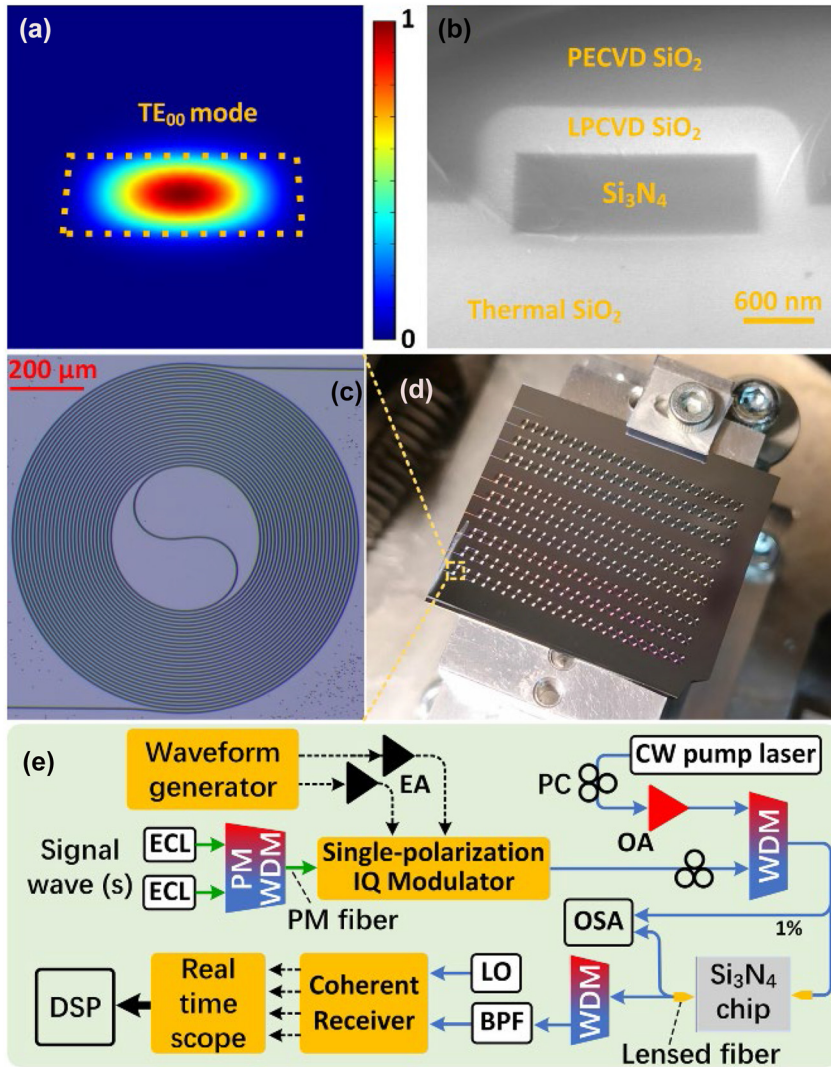 (a)
1
TE₀₀ mode
0
(b)
PECVD SiO₂
LPCVD SiO₂
Si₃N₄
Thermal SiO₂
600 nm
200 μm
(c)
(d)
(e)
Waveform
generator
EA
CW pump laser
PC
OA
WDM
Signal
wave (s)
ECL
ECL
PM
WDM
PM fiber
Single-polarization
IQ Modulator
OSA
1%
Si₃N₄
chip
Lensed fiber
WDM
LO
BPF
Coherent
Receiver
Real
time
scope
DSP